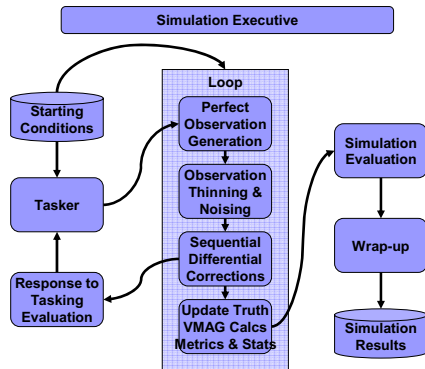 Simulation Executive
Loop
Starting
Conditions
Perfect
Observation
Generation
Simulation
Evaluation
Tasker
Observation
Thinning &
Noising
Wrap-up
Sequential
Differential
Corrections
Response to
Tasking
Evaluation
Update Truth
VMAG Calcs
Metrics & Stats
Simulation
Results